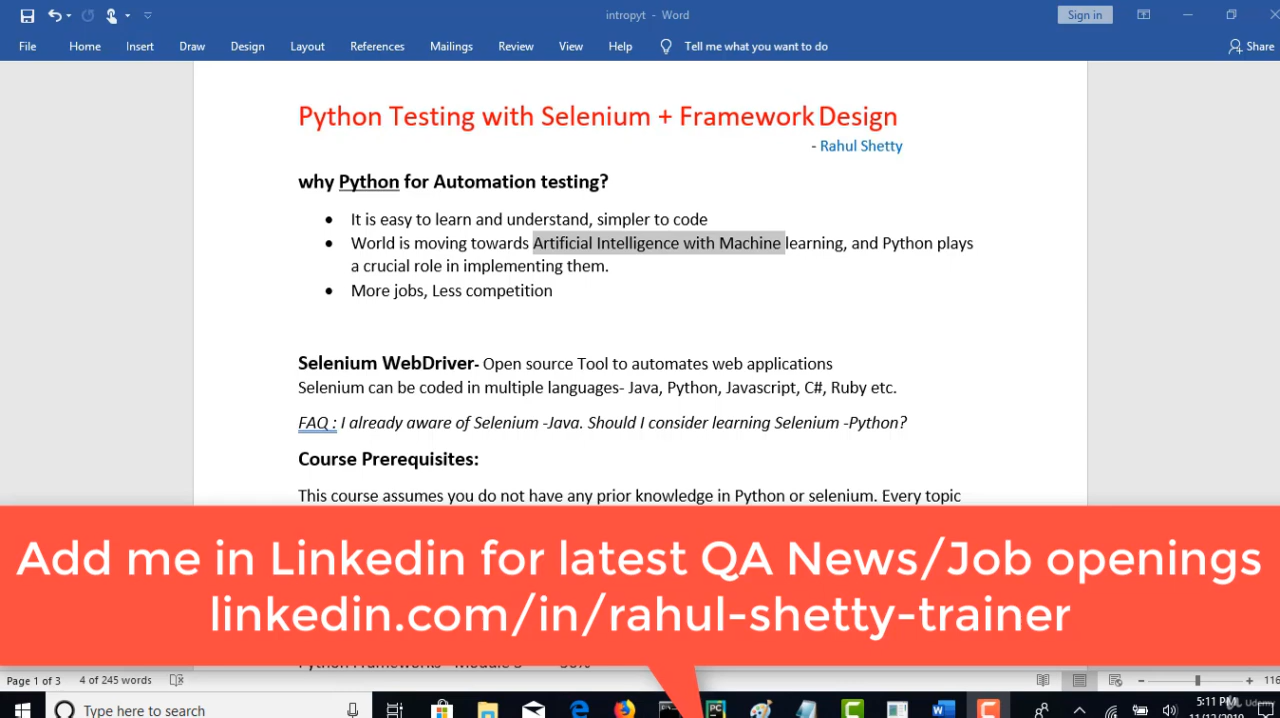 intropyt - Word
Sign in
File Home Insert Draw Design Layout References Mailings Review View Help Tell me what you want to do Share
Python Testing with Selenium + Framework Design
- Rahul Shetty
why Python for Automation testing?
• It is easy to learn and understand, simpler to code
• World is moving towards Artificial Intelligence with Machine learning, and Python plays
a crucial role in implementing them.
• More jobs, Less competition
Selenium WebDriver- Open source Tool to automates web applications
Selenium can be coded in multiple languages- Java, Python, Javascript, C#, Ruby etc.
FAQ : I already aware of Selenium -Java. Should I consider learning Selenium -Python?
Course Prerequisites:
This course assumes you do not have any prior knowledge in Python or selenium. Every topic
Add me in Linkedin for latest QA News/Job openings
linkedin.com/in/rahul-shetty-trainer
Page 1 of 3 4 of 245 words
116
Type here to search
5:11 PM
Udemy